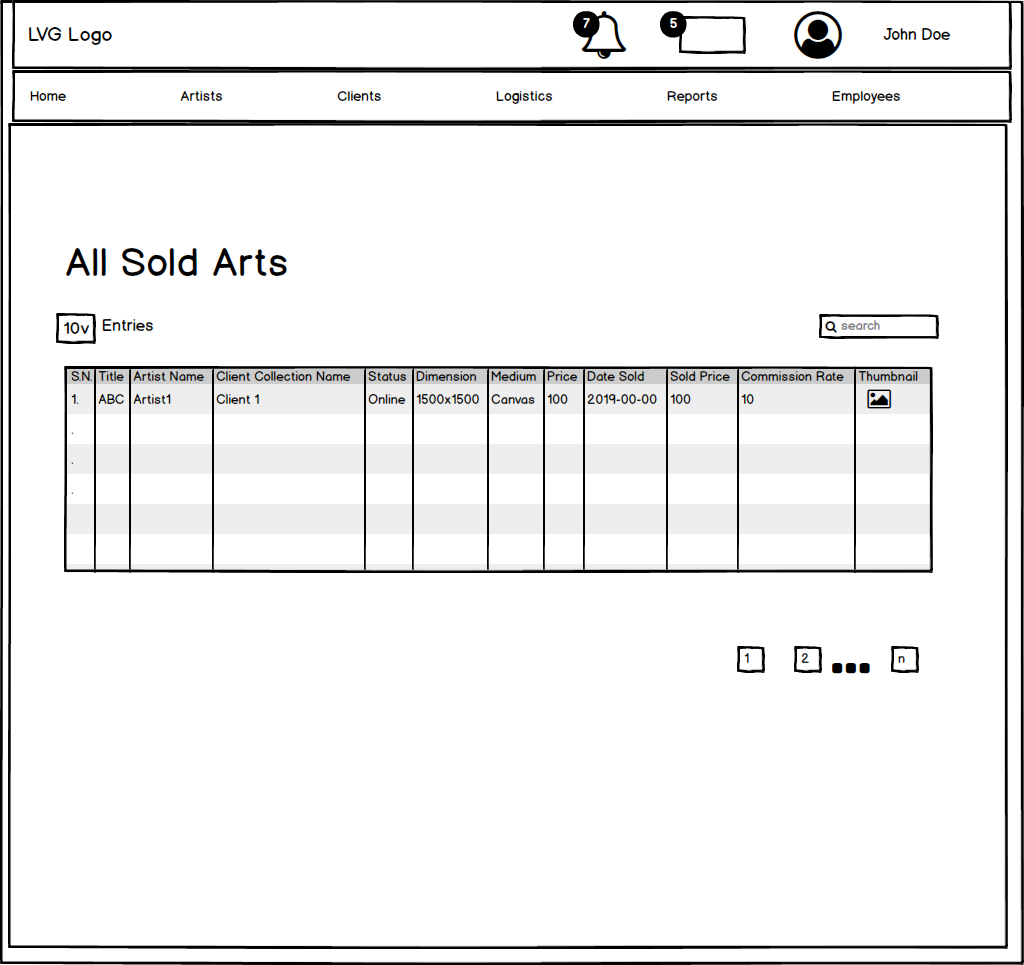 LVG Logo 7 5 John Doe
Home Artists Clients Logistics Reports Employees
All Sold Arts
10v Entries search
S.N. Title Artist Name Client Collection Name Status Dimension Medium Price Date Sold Sold Price Commission Rate Thumbnail
1. ABC Artist1 Client 1 Online 1500x1500 Canvas 100 2019-00-00 100 10
.
.
.
1 2 n